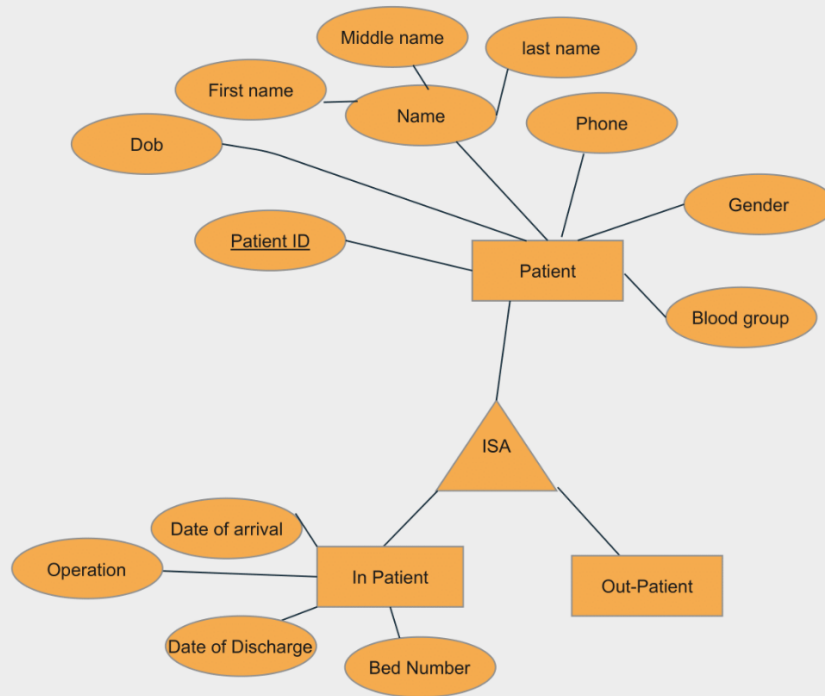 Middle name
last name
First name
Name
Phone
Dob
Gender
Patient ID
Patient
Blood group
ISA
Date of arrival
Operation
In Patient
Out-Patient
Date of Discharge
Bed Number